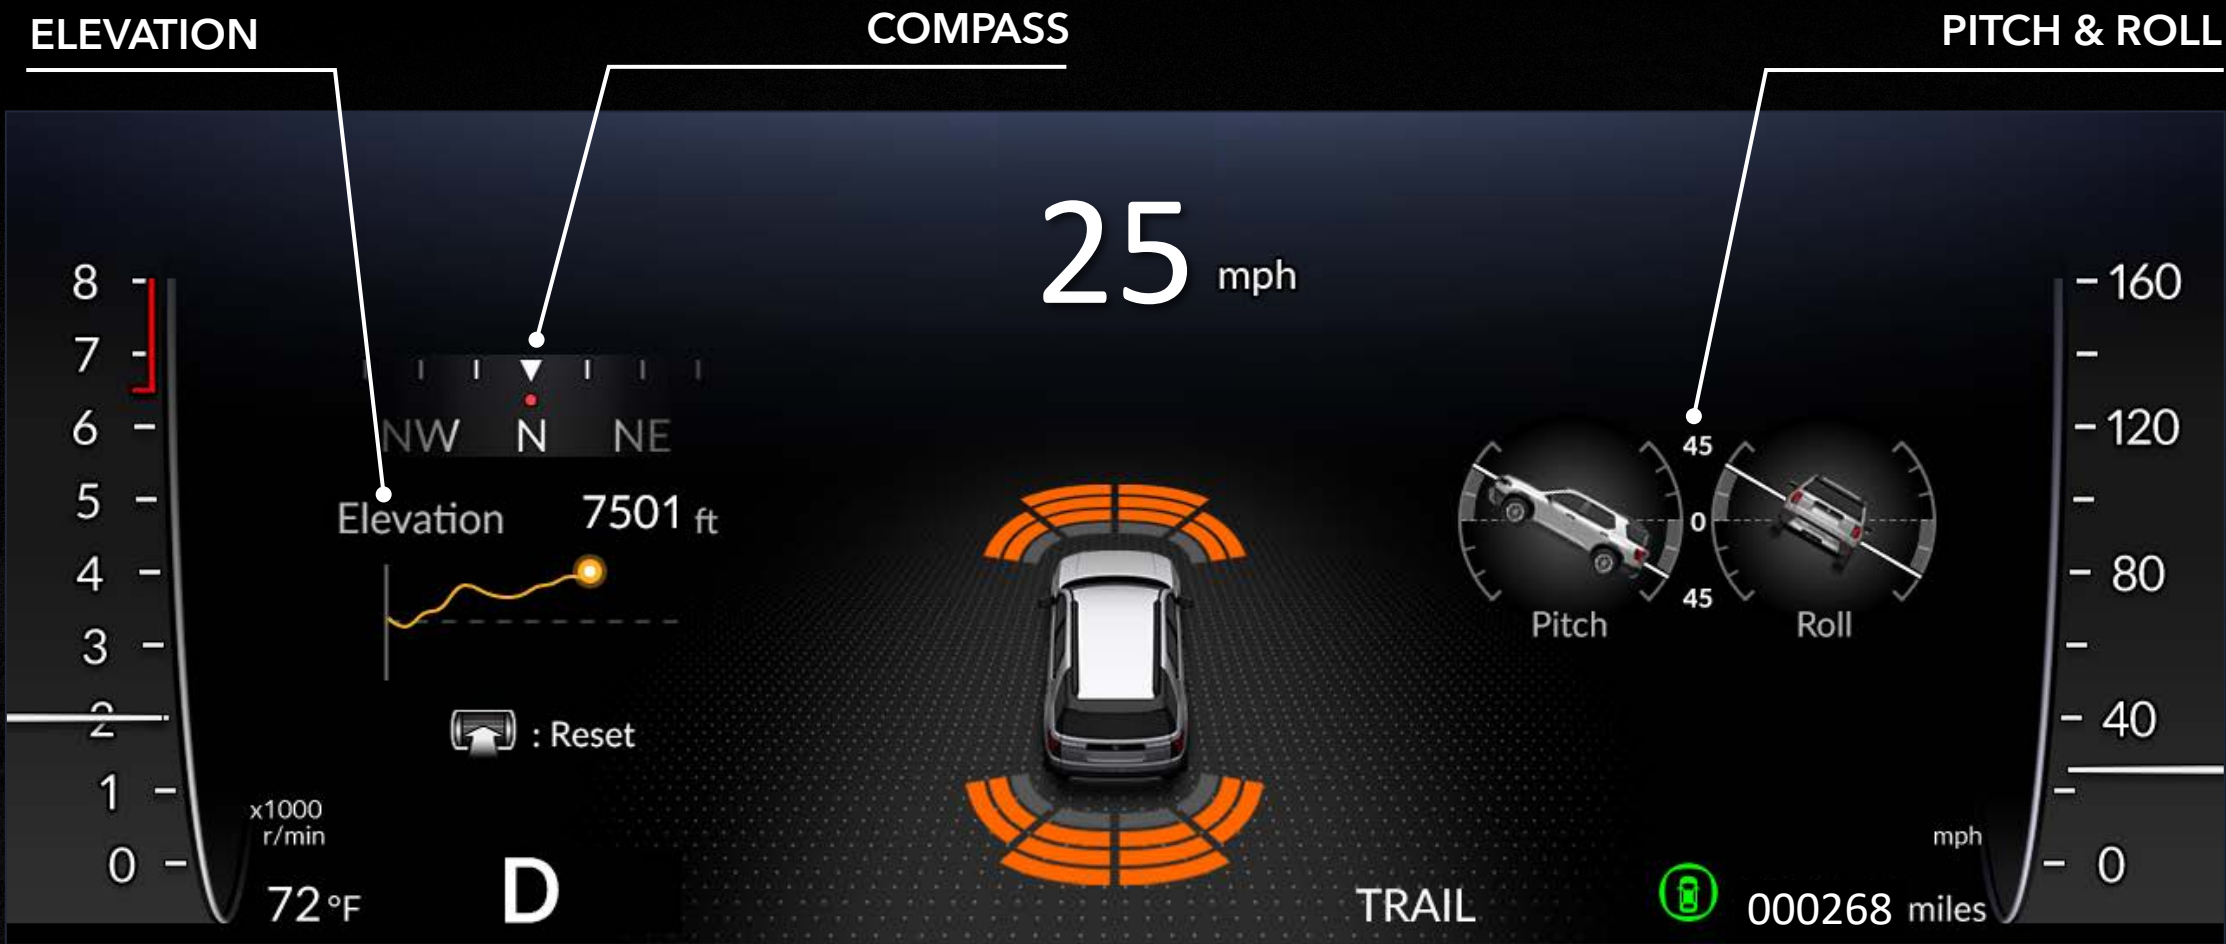 ELEVATION
COMPASS
PITCH & ROLL
25 mph
8
7
6
5
4
3
2
1
0
x1000
r/min
72 °F
NW N NE
Elevation 7501 ft
: Reset
D
45
0
45
Pitch
Roll
TRAIL
000268 miles
160
120
80
40
0
mph